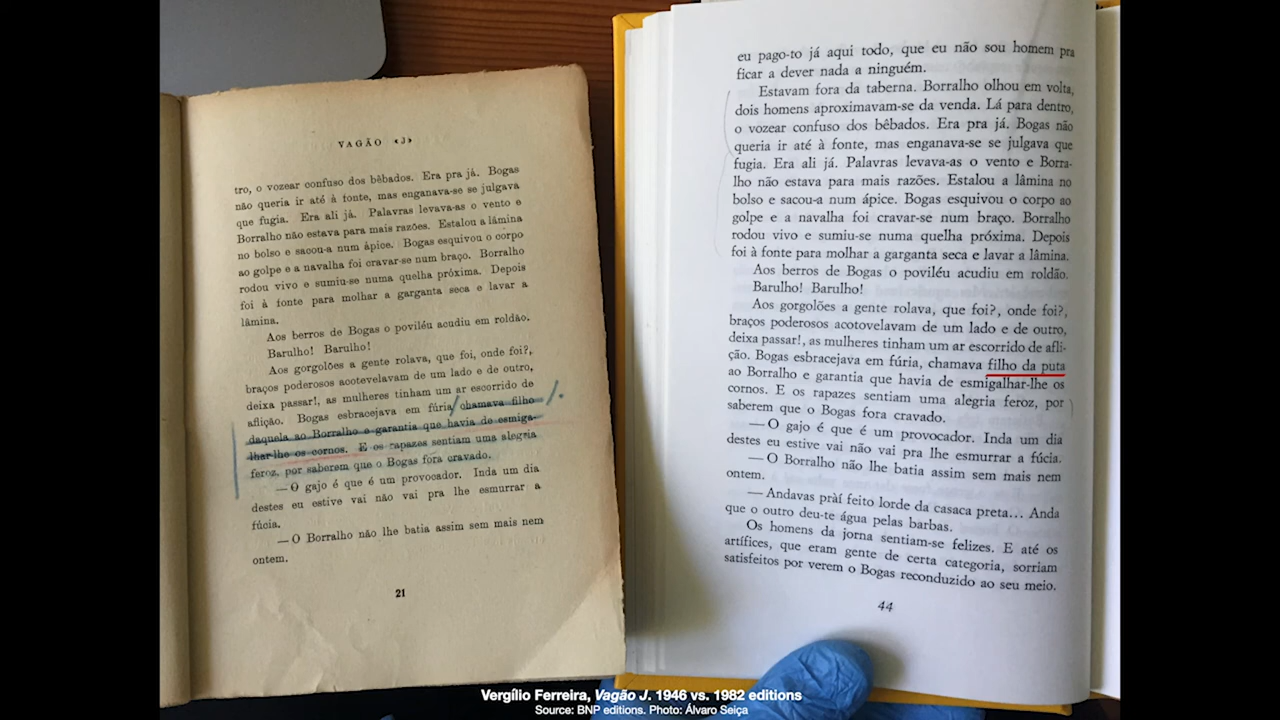 VAGÃO «J»
tro, o vozear confuso dos bêbados. Era pra já. Bogas
não queria ir até à fonte, mas enganava-se se julgava
que fugia. Era ali já. Palavras levava-as o vento e
Borralho não estava para mais razões. Estalou a lâmina
no bolso e sacou-a num ápice. Bogas esquivou o corpo
ao golpe e a navalha foi cravar-se num braço. Borralho
rodou vivo e sumiu-se numa quelha próxima. Depois
foi à fonte para molhar a garganta seca e lavar a
lâmina.
Aos berros de Bogas o poviléu acudiu em roldão.
Barulho! Barulho!
Aos gorgolões a gente rolava, que foi, onde foi?,
braços poderosos acotovelavam de um lado e de outro,
deixa passar!, as mulheres tinham um ar escorrido de
aflição. Bogas esbracejava em fúria, chamava filho
daquela ao Borralho e garantia que havia de esmiga-
lhar-lhe os cornos. E os rapazes sentiam uma alegria
feroz, por saberem que o Bogas fora cravado.
— O gajo é que é um provocador. Inda um dia
destes eu estive vai não vai pra lhe esmurrar a
fúcia.
— O Borralho não lhe batia assim sem mais nem
ontem.
21
eu pago-to já aqui todo, que eu não sou homem pra
ficar a dever nada a ninguém.
Estavam fora da taberna. Borralho olhou em volta,
dois homens aproximavam-se da venda. Lá para dentro,
o vozear confuso dos bêbados. Era pra já. Bogas não
queria ir até à fonte, mas enganava-se se julgava que
fugia. Era ali já. Palavras levava-as o vento e Borra-
lho não estava para mais razões. Estalou a lâmina no
bolso e sacou-a num ápice. Bogas esquivou o corpo ao
golpe e a navalha foi cravar-se num braço. Borralho
rodou vivo e sumiu-se numa quelha próxima. Depois
foi à fonte para molhar a garganta seca e lavar a lâmina.
Aos berros de Bogas o poviléu acudiu em roldão.
Barulho! Barulho!
Aos gorgolões a gente rolava, que foi?, onde foi?,
braços poderosos acotovelavam de um lado e de outro,
deixa passar!, as mulheres tinham um ar escorrido de afli-
ção. Bogas esbracejava em fúria, chamava filho da puta
ao Borralho e garantia que havia de esmigalhar-lhe os
cornos. E os rapazes sentiam uma alegria feroz, por
saberem que o Bogas fora cravado.
— O gajo é que é um provocador. Inda um dia
destes eu estive vai não vai pra lhe esmurrar a fúcia.
— O Borralho não lhe batia assim sem mais nem
ontem.
— Andavas pràí feito lorde da casaca preta... Anda
que o outro deu-te água pelas barbas.
Os homens da jorna sentiam-se felizes. E até os
artífices, que eram gente de certa categoria, sorriam
satisfeitos por verem o Bogas reconduzido ao seu meio.
44
Vergílio Ferreira, Vagão J. 1946 vs. 1982 editions
Source: BNP editions. Photo: Álvaro Seiça